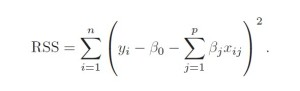 RSS = \sum_{i=1}^{n} \left( y_i - \beta_0 - \sum_{j=1}^{p} \beta_j x_{ij} \right)^2 .